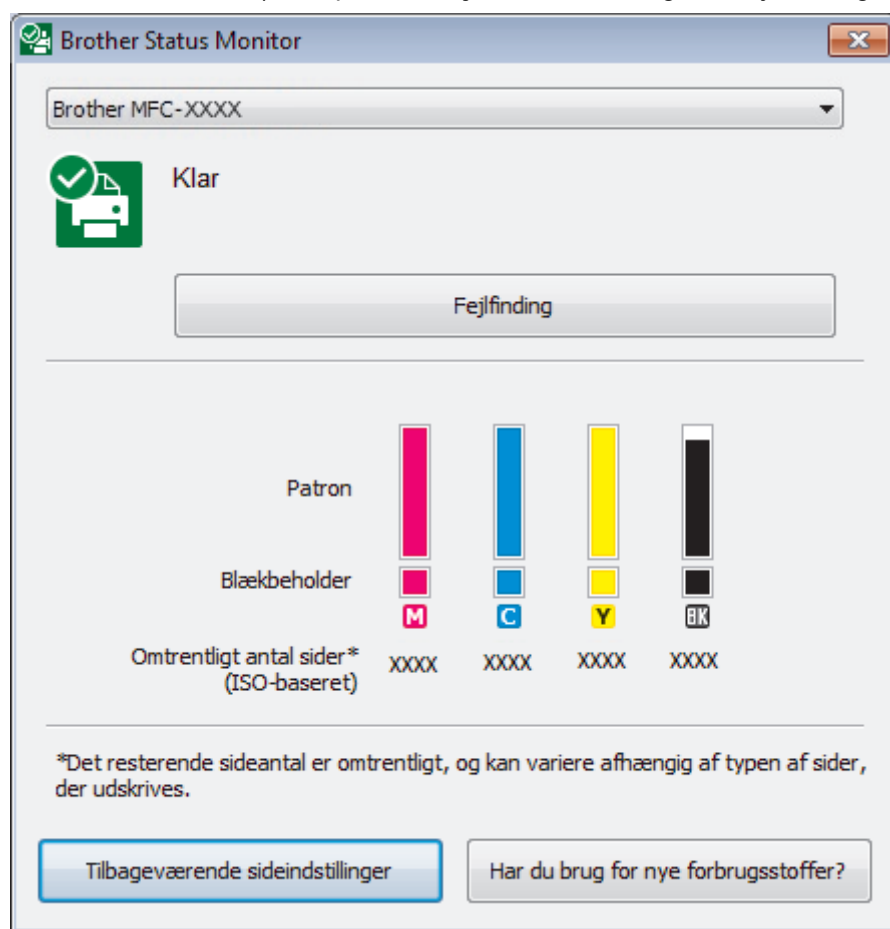 Brother Status Monitor
Brother MFC-XXXX
Klar
Fejlfinding
Patron
Blækbeholder
M C Y BK
Omtrentligt antal sider*
(ISO-baseret)
XXXX XXXX XXXX XXXX
*Det resterende sideantal er omtrentligt, og kan variere afhængig af typen af sider,
der udskrives.
Tilbageværende sideindstillinger
Har du brug for nye forbrugsstoffer?